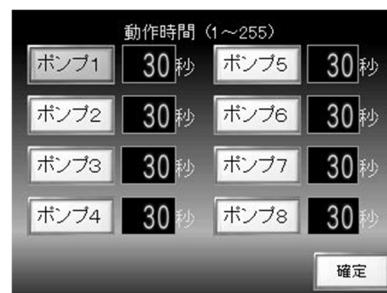 動作時間（1～255）
ポンプ1 30秒 ポンプ5 30秒
ポンプ2 30秒 ポンプ6 30秒
ポンプ3 30秒 ポンプ7 30秒
ポンプ4 30秒 ポンプ8 30秒
確定